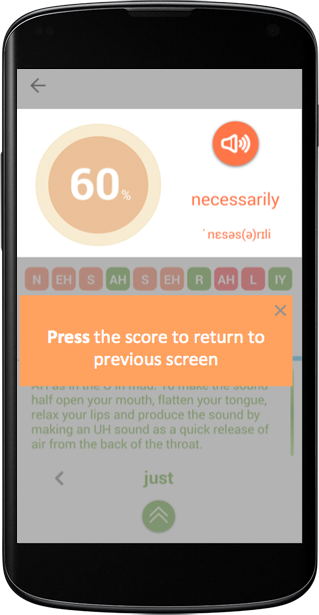 60%
necessarily
ˈnɛsəs(ə)rɪli
N EH S AH S EH R AH L IY
Press the score to return to
previous screen
AH as in the U in mud. To make the sound
half open your mouth, flatten your tongue,
relax your lips and produce the sound by
making an UH sound as a quick release of
air from the back of the throat.
just